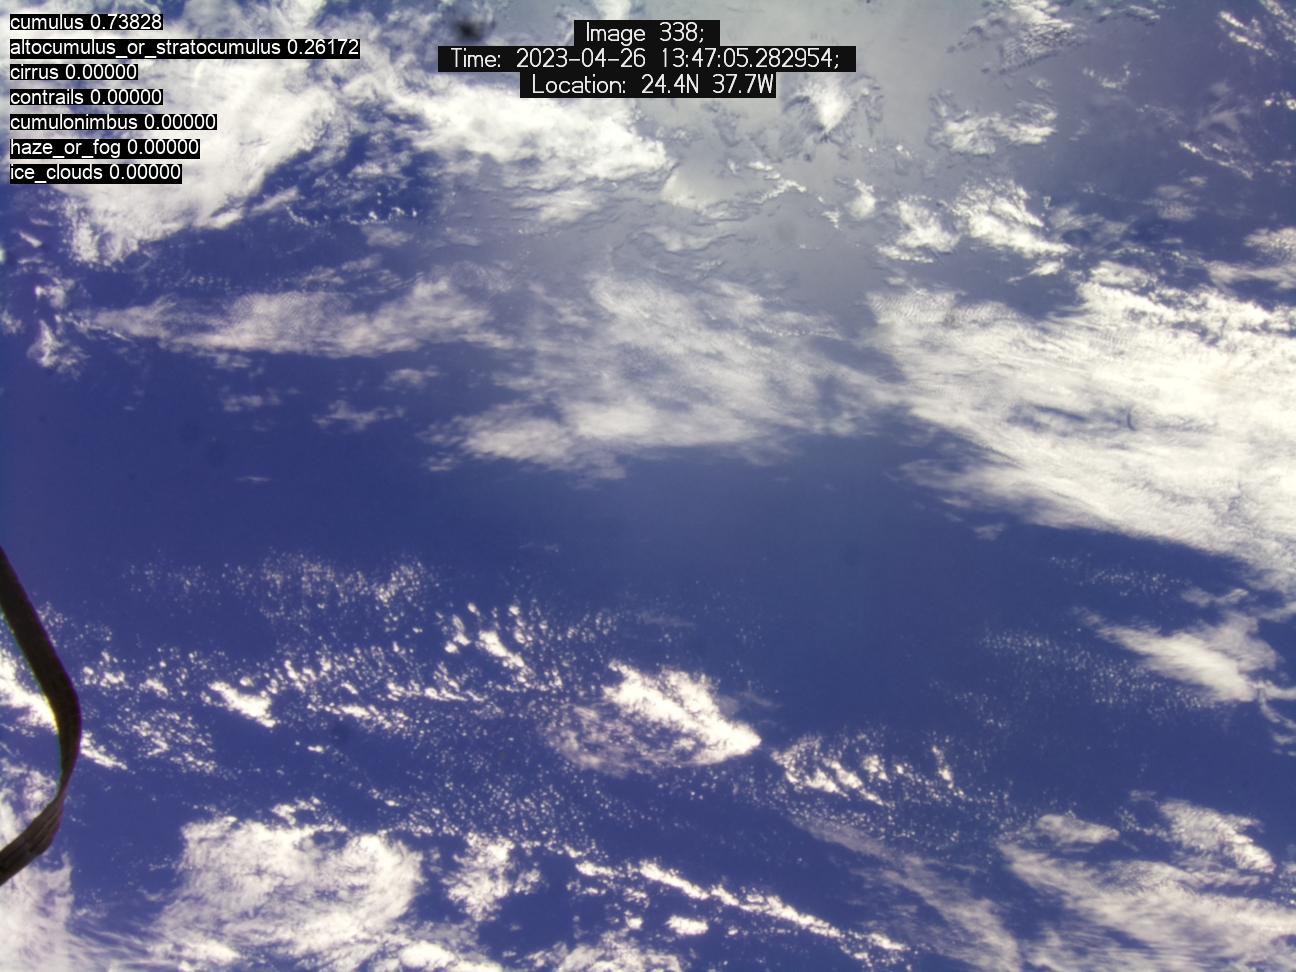 cumulus 0.73828
altocumulus_or_stratocumulus 0.26172
cirrus 0.00000
contrails 0.00000
cumulonimbus 0.00000
haze_or_fog 0.00000
ice_clouds 0.00000
Image 338;
Time: 2023-04-26 13:47:05.282954;
Location: 24.4N 37.7W